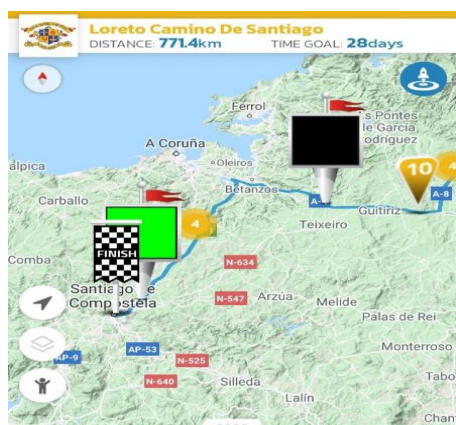 Loreto Camino De Santiago
DISTANCE: 771.4km TIME GOAL: 28days
Ferrol
s Pontes
de García
odríguez
A Coruña
Oleiros
álpica
10
4
A-8
Betanzos
Carballo
Guitiriz
Teixeiro
4
Comba
FINISH
N-634
Santiago de
Compostela
N-547
Arzúa
Melide
Palas de Rei
AP-53
AP-9
N-525
Monterroso
N-640
Silleda
Tabo
Lalín
Chan